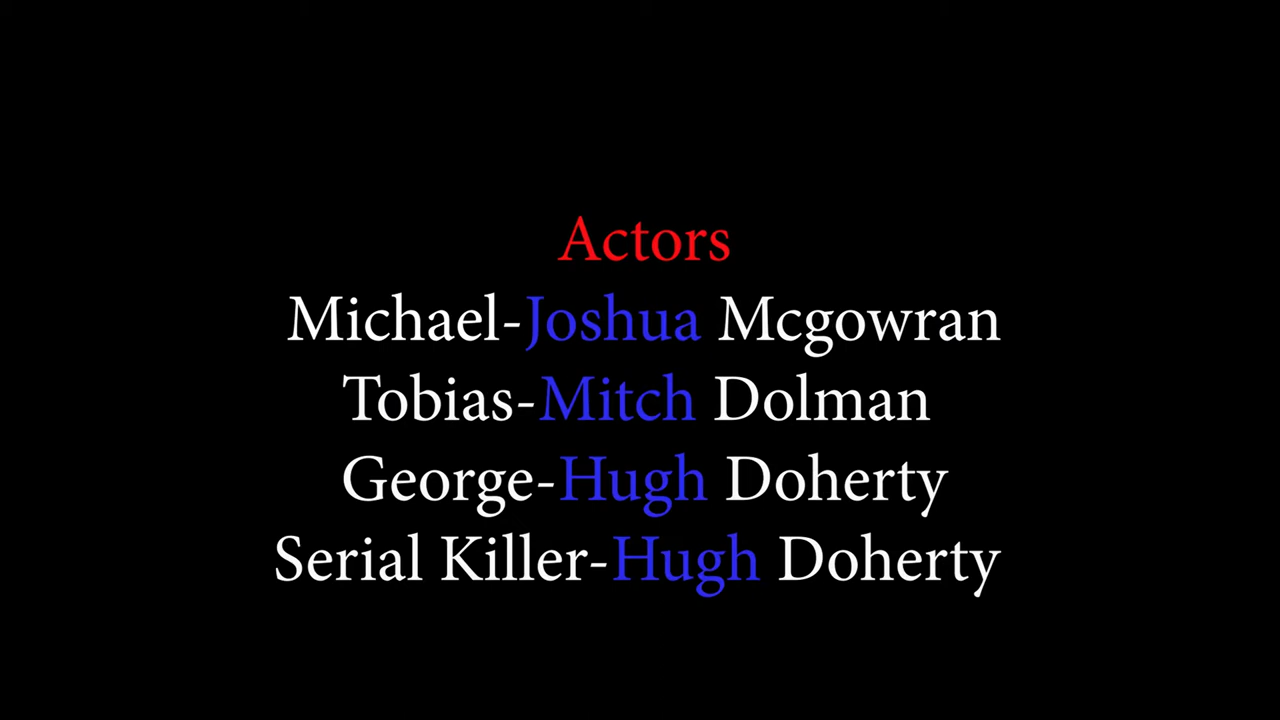 Actors
Michael-Joshua Mcgowran
Tobias-Mitch Dolman
George-Hugh Doherty
Serial Killer-Hugh Doherty